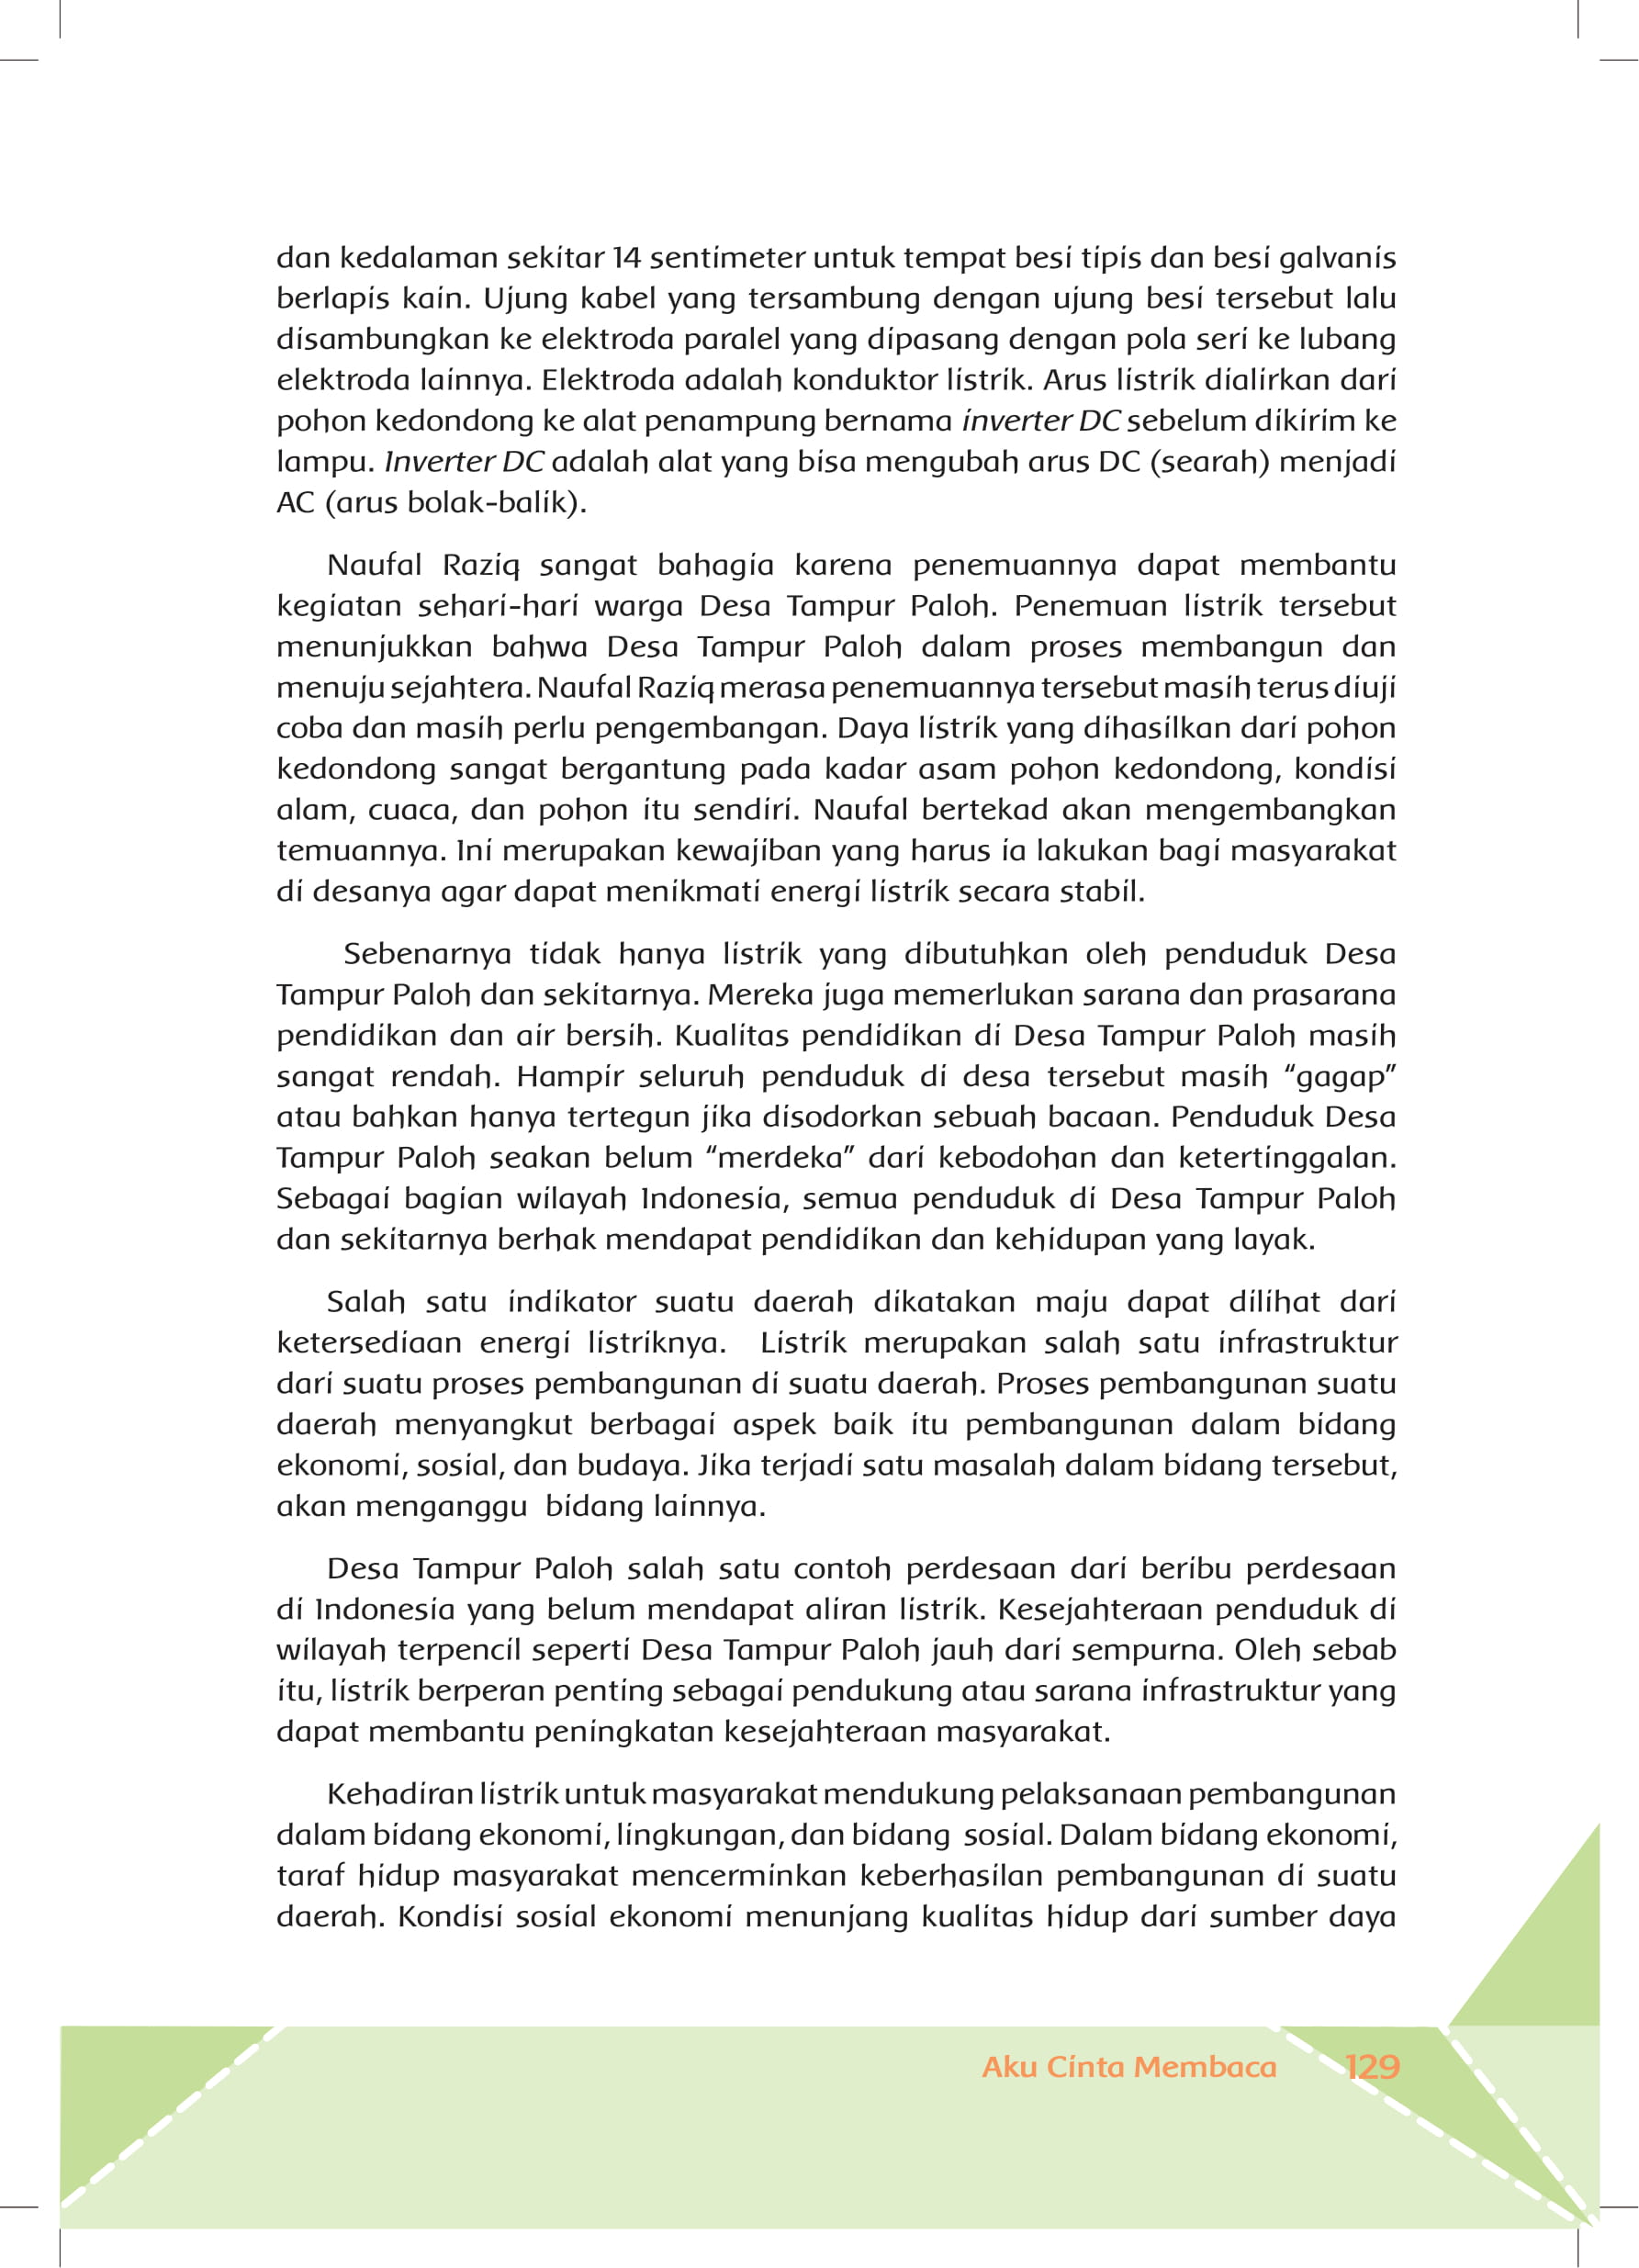 dan kedalaman sekitar 14 sentimeter untuk tempat besi tipis dan besi galvanis
berlapis kain. Ujung kabel yang tersambung dengan ujung besi tersebut lalu
disambungkan ke elektroda paralel yang dipasang dengan pola seri ke lubang
elektroda lainnya. Elektroda adalah konduktor listrik. Arus listrik dialirkan dari
pohon kedondong ke alat penampung bernama inverter DC sebelum dikirim ke
lampu. Inverter DC adalah alat yang bisa mengubah arus DC (searah) menjadi
AC (arus bolak-balik).
Naufal Raziq sangat bahagia karena penemuannya dapat membantu
kegiatan sehari-hari warga Desa Tampur Paloh. Penemuan listrik tersebut
menunjukkan bahwa Desa Tampur Paloh dalam proses membangun dan
menuju sejahtera. Naufal Raziq merasa penemuannya tersebut masih terus diuji
coba dan masih perlu pengembangan. Daya listrik yang dihasilkan dari pohon
kedondong sangat bergantung pada kadar asam pohon kedondong, kondisi
alam, cuaca, dan pohon itu sendiri. Naufal bertekad akan mengembangkan
temuannya. Ini merupakan kewajiban yang harus ia lakukan bagi masyarakat
di desanya agar dapat menikmati energi listrik secara stabil.
Sebenarnya tidak hanya listrik yang dibutuhkan oleh penduduk Desa
Tampur Paloh dan sekitarnya. Mereka juga memerlukan sarana dan prasarana
pendidikan dan air bersih. Kualitas pendidikan di Desa Tampur Paloh masih
sangat rendah. Hampir seluruh penduduk di desa tersebut masih “gagap”
atau bahkan hanya tertegun jika disodorkan sebuah bacaan. Penduduk Desa
Tampur Paloh seakan belum “merdeka” dari kebodohan dan ketertinggalan.
Sebagai bagian wilayah Indonesia, semua penduduk di Desa Tampur Paloh
dan sekitarnya berhak mendapat pendidikan dan kehidupan yang layak.
Salah satu indikator suatu daerah dikatakan maju dapat dilihat dari
ketersediaan energi listriknya. Listrik merupakan salah satu infrastruktur
dari suatu proses pembangunan di suatu daerah. Proses pembangunan suatu
daerah menyangkut berbagai aspek baik itu pembangunan dalam bidang
ekonomi, sosial, dan budaya. Jika terjadi satu masalah dalam bidang tersebut,
akan menganggu bidang lainnya.
Desa Tampur Paloh salah satu contoh perdesaan dari beribu perdesaan
di Indonesia yang belum mendapat aliran listrik. Kesejahteraan penduduk di
wilayah terpencil seperti Desa Tampur Paloh jauh dari sempurna. Oleh sebab
itu, listrik berperan penting sebagai pendukung atau sarana infrastruktur yang
dapat membantu peningkatan kesejahteraan masyarakat.
Kehadiran listrik untuk masyarakat mendukung pelaksanaan pembangunan
dalam bidang ekonomi, lingkungan, dan bidang sosial. Dalam bidang ekonomi,
taraf hidup masyarakat mencerminkan keberhasilan pembangunan di suatu
daerah. Kondisi sosial ekonomi menunjang kualitas hidup dari sumber daya
Aku Cinta Membaca 129